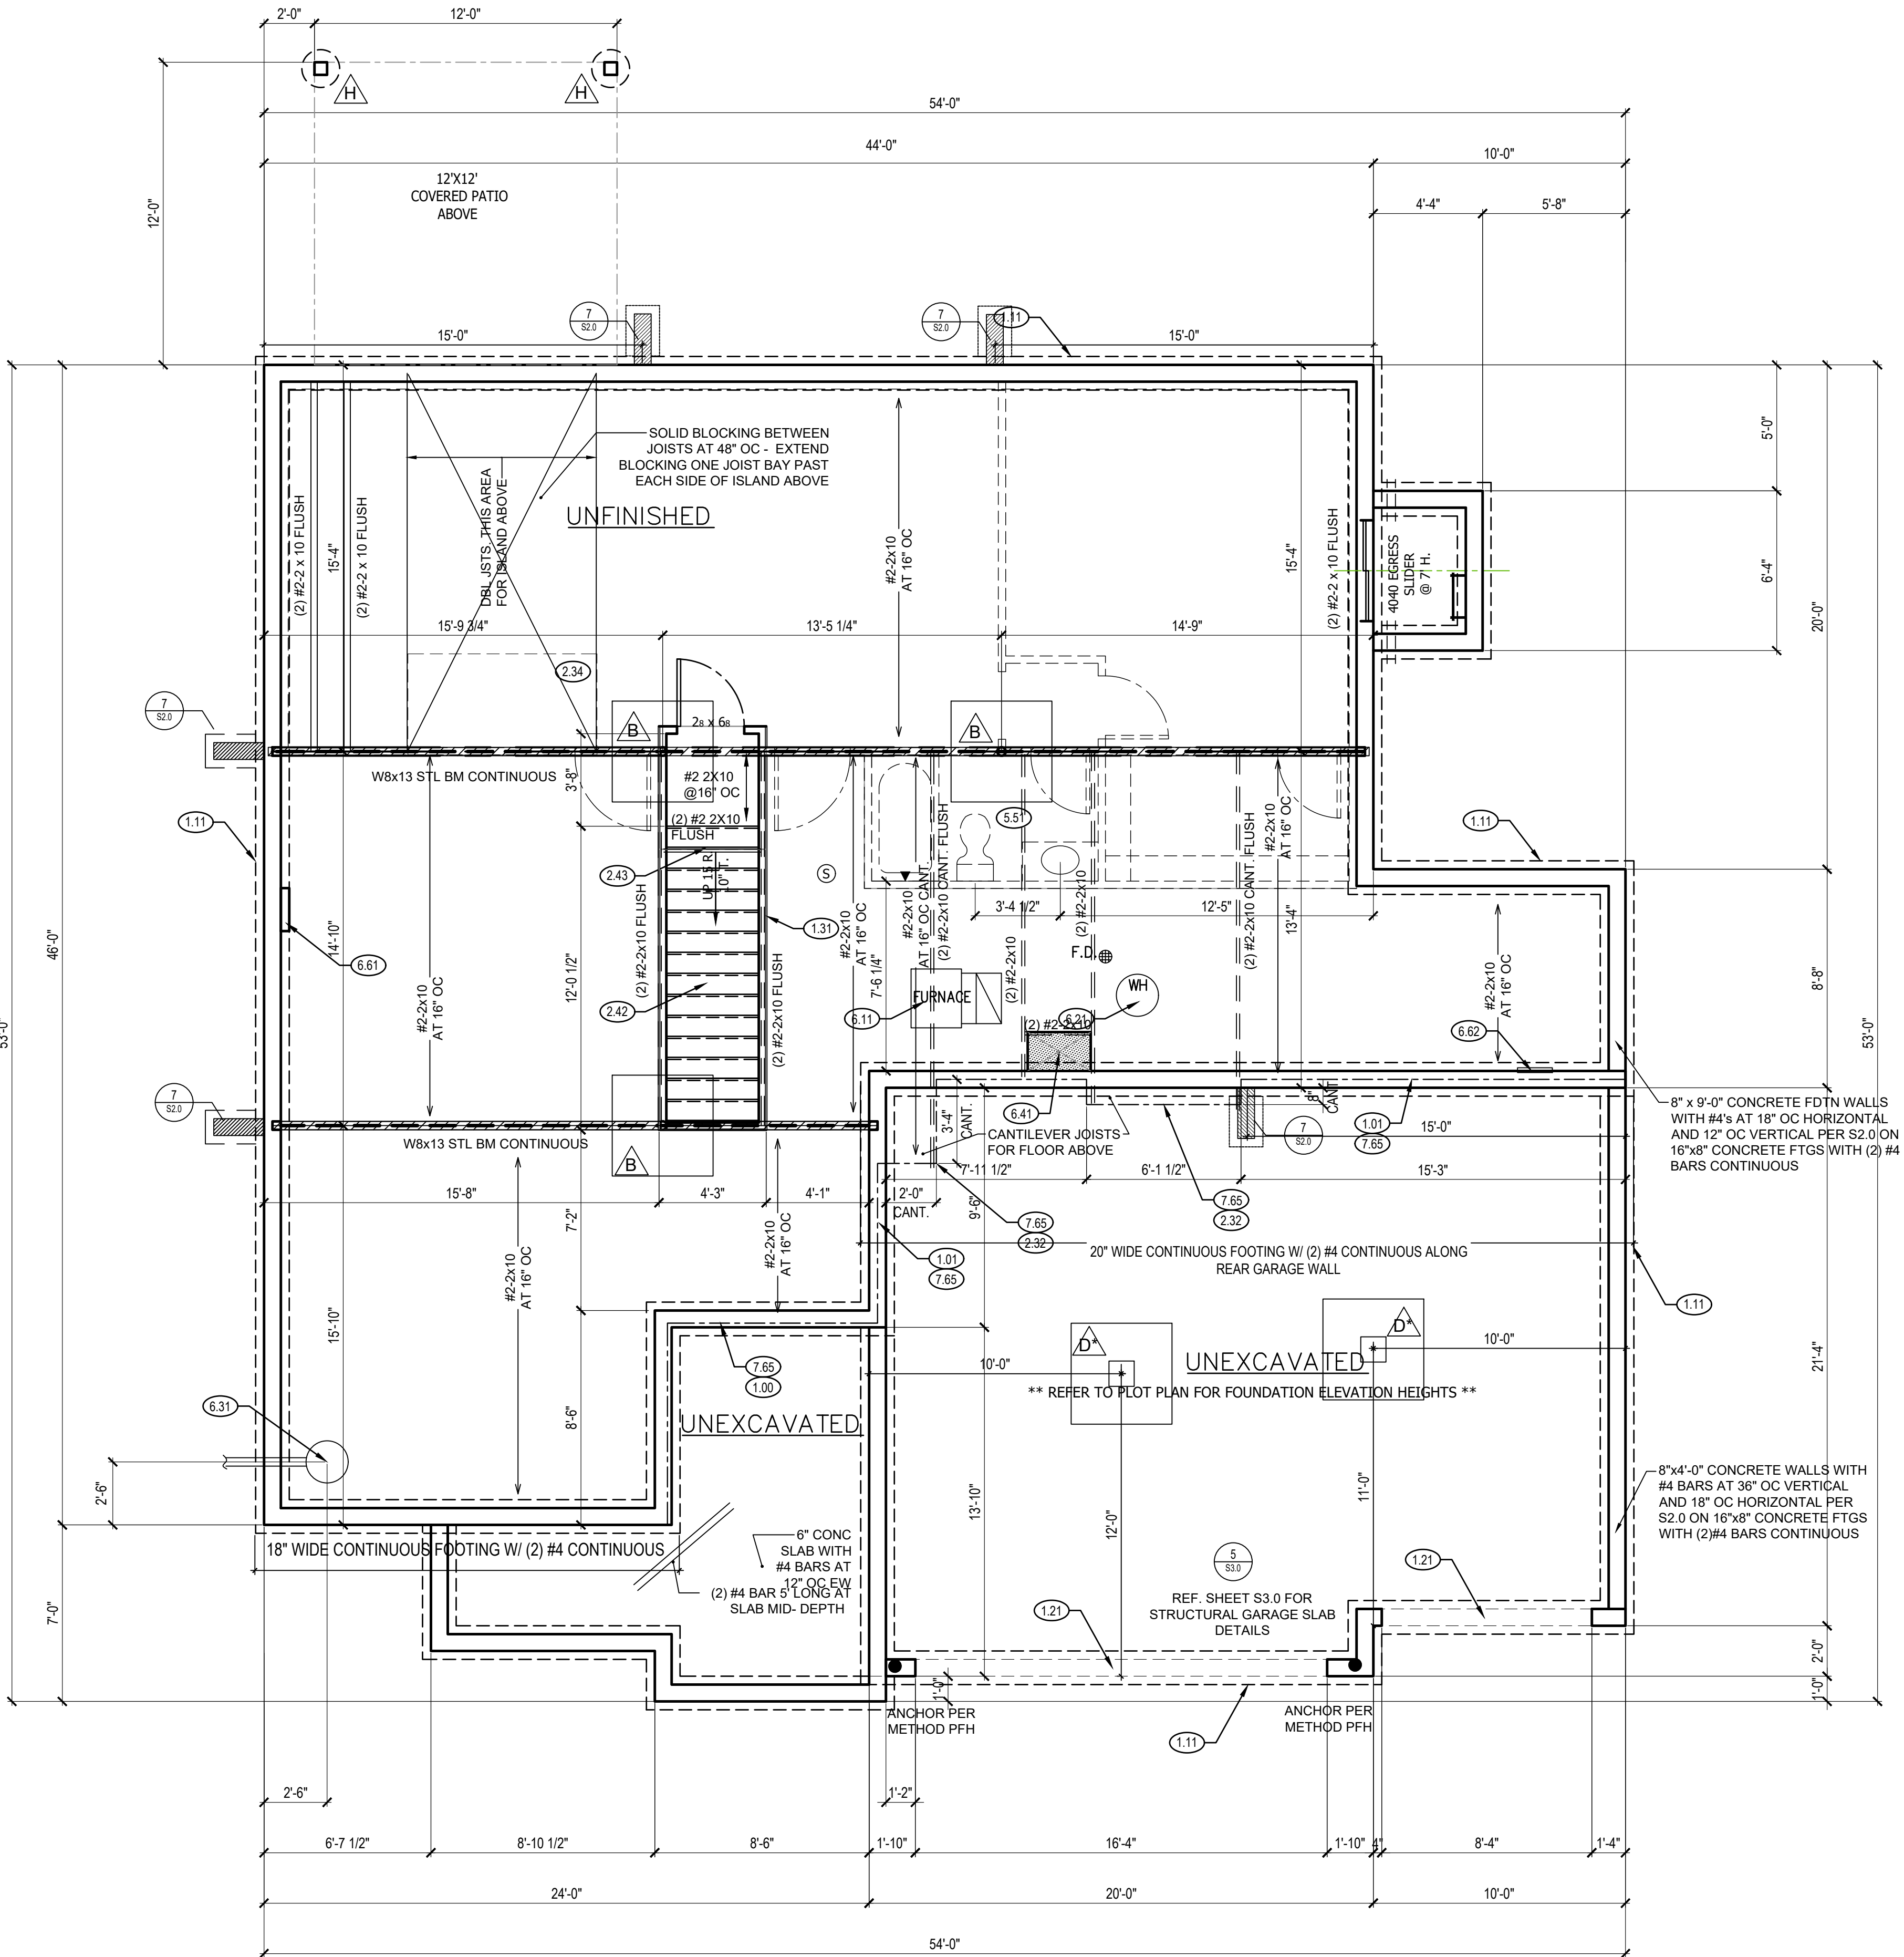 2'-0"
12'-0"
H
H
54'-0"
44'-0"
10'-0"
12'-0"
12'X12'
COVERED PATIO
ABOVE
4'-4"
5'-8"
7
S2.0
7
S2.0
1.11
15'-0"
15'-0"
5'-0"
SOLID BLOCKING BETWEEN
JOISTS AT 48" OC - EXTEND
BLOCKING ONE JOIST BAY PAST
EACH SIDE OF ISLAND ABOVE
UNFINISHED
(2) #2-2 x 10 FLUSH
15'-4"
(2) #2-2 x 10 FLUSH
DBL JSTS. THIS AREA
FOR ISLAND ABOVE
#2-2x10
AT 16" OC
15'-4"
(2) #2-2 x 10 FLUSH
4040 EGRESS
SLIDER
@ 7' H.
6'-4"
20'-0"
15'-9 3/4"
13'-5 1/4"
14'-9"
2.34
7
S2.0
B
28 x 68
B
W8x13 STL BM CONTINUOUS
3'-8"
#2 2X10
@16" OC
(2) #2 2X10
FLUSH
5.51
1.11
1.11
2.43
UP 15 R.
10" T.
S
#2-2x10
AT 16" OC CANT.
(2) #2-2x10 CANT. FLUSH
3'-4 1/2"
12'-5"
(2) #2-2x10
(2) #2-2x10 CANT. FLUSH
#2-2x10
AT 16" OC
13'-4"
46'-0"
53'-0"
14'-10"
6.61
#2-2x10
AT 16" OC
12'-0 1/2"
(2) #2-2x10 FLUSH
1.31
#2-2x10
AT 16" OC
7'-6 1/4"
F.D.
WH
FURNACE
(2) #2-2x10
(2) #2-2x10
6.21
#2-2x10
AT 16" OC
8'-8"
53'-0"
2.42
(2) #2-2x10 FLUSH
6.11
6.62
7
S2.0
6.41
8"
CANT
W8x13 STL BM CONTINUOUS
B
3'-4"
CANT.
CANTILEVER JOISTS
FOR FLOOR ABOVE
7
S2.0
1.01
7.65
15'-0"
8" x 9'-0" CONCRETE FDTN WALLS
WITH #4's AT 18" OC HORIZONTAL
AND 12" OC VERTICAL PER S2.0 ON
16"x8" CONCRETE FTGS WITH (2) #4
BARS CONTINUOUS
7'-11 1/2"
6'-1 1/2"
15'-3"
15'-8"
4'-3"
4'-1"
2'-0"
CANT.
9'-6"
7.65
2.32
7.65
2.32
7'-2"
#2-2x10
AT 16" OC
#2-2x10
AT 16" OC
1.01
7.65
20" WIDE CONTINUOUS FOOTING W/ (2) #4 CONTINUOUS ALONG
REAR GARAGE WALL
1.11
15'-10"
D*
D*
7.65
1.00
10'-0"
UNEXCAVATED
10'-0"
21'-4"
** REFER TO PLOT PLAN FOR FOUNDATION ELEVATION HEIGHTS **
6.31
8'-6"
UNEXCAVATED
2'-6"
13'-10"
12'-0"
11'-0"
8"x4'-0" CONCRETE WALLS WITH
#4 BARS AT 36" OC VERTICAL
AND 18" OC HORIZONTAL PER
S2.0 ON 16"x8" CONCRETE FTGS
WITH (2)#4 BARS CONTINUOUS
18" WIDE CONTINUOUS FOOTING W/ (2) #4 CONTINUOUS
6" CONC
SLAB WITH
#4 BARS AT
12" OC EW
(2) #4 BAR 5' LONG AT
SLAB MID- DEPTH
5
S3.0
REF. SHEET S3.0 FOR
STRUCTURAL GARAGE SLAB
DETAILS
1.21
1.21
7'-0"
2'-0"
1'-0"
1'-0"
ANCHOR PER
METHOD PFH
ANCHOR PER
METHOD PFH
1.11
2'-6"
1'-2"
6'-7 1/2"
8'-10 1/2"
8'-6"
1'-10"
16'-4"
1'-10"
4"
8'-4"
1'-4"
24'-0"
20'-0"
10'-0"
54'-0"